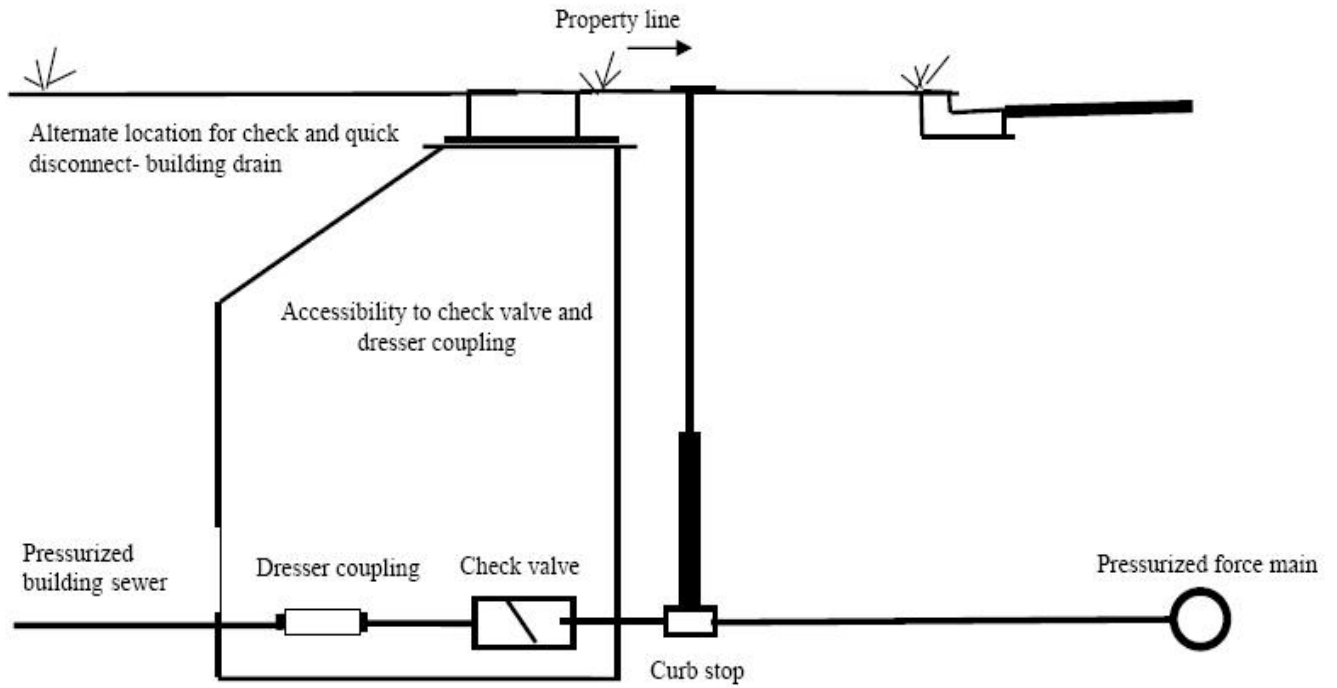 Property line
Alternate location for check and quick
disconnect- building drain
Accessibility to check valve and
dresser coupling
Pressurized
building sewer
Dresser coupling
Check valve
Pressurized force main
Curb stop